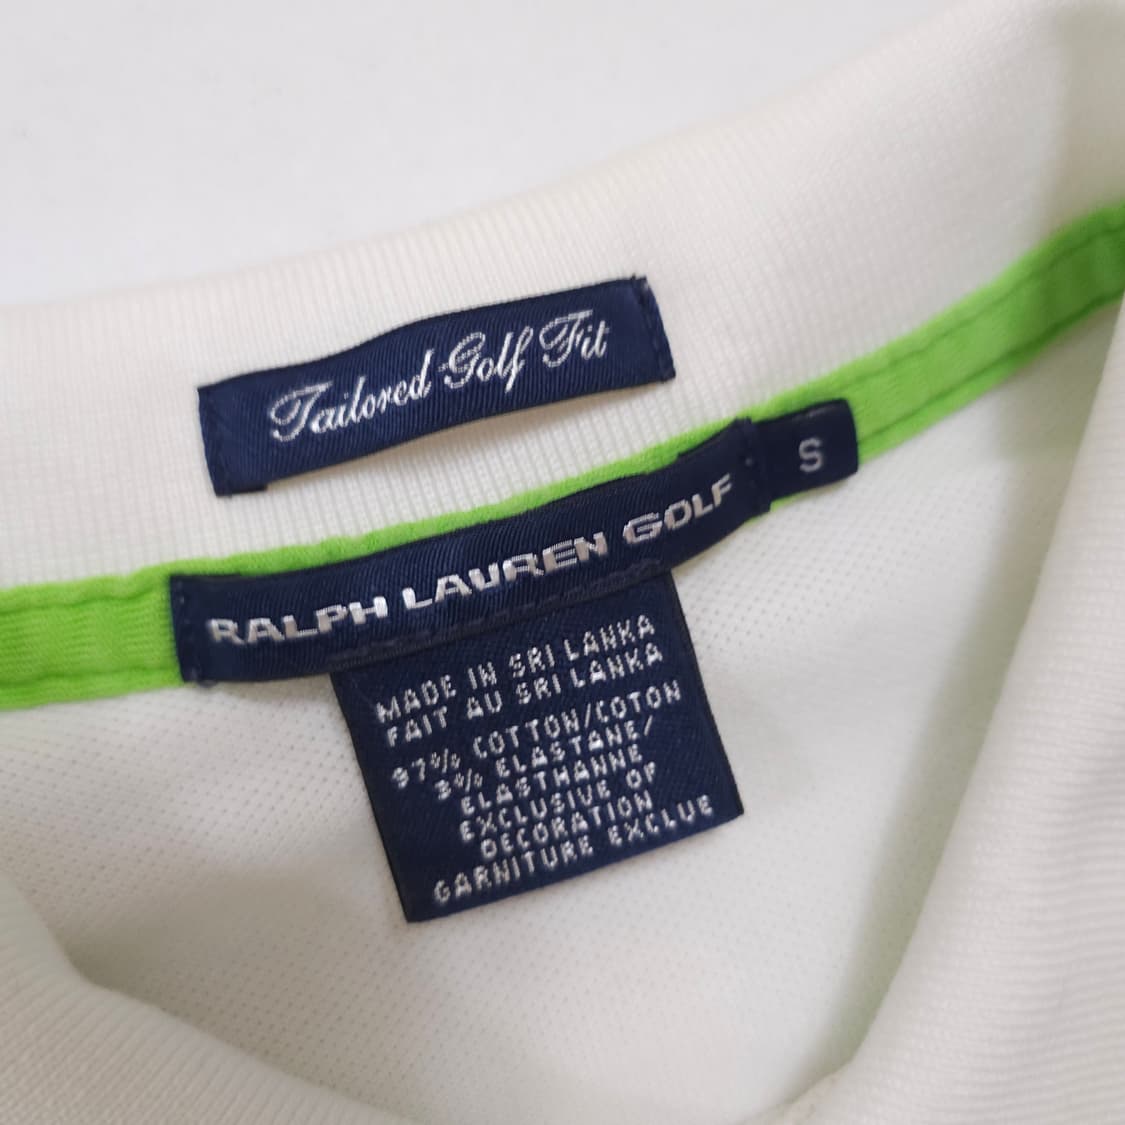 Tailored Golf Fit
S
RALPH LAUREN GOLF
MADE IN SRI LANKA
FAIT AU SRI LANKA
97% COTTON/COTON
3% ELASTANE/
ELASTHANNE
EXCLUSIVE OF
DECORATION
GARNITURE EXCLUE